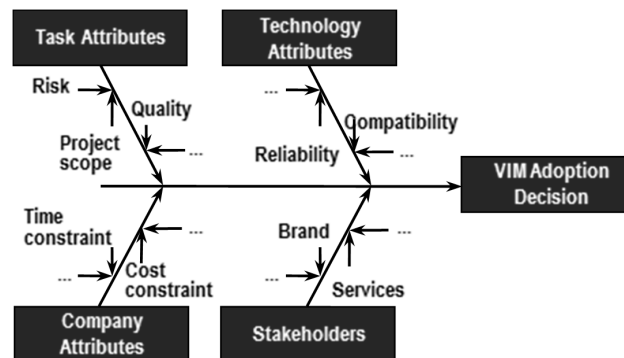 Task Attributes
Technology
Attributes
Risk
Quality
Project
scope
...
...
Compatibility
Reliability
...
VIM Adoption
Decision
Time
constraint
...
...
Cost
constraint
Brand
...
...
Services
Company
Attributes
Stakeholders